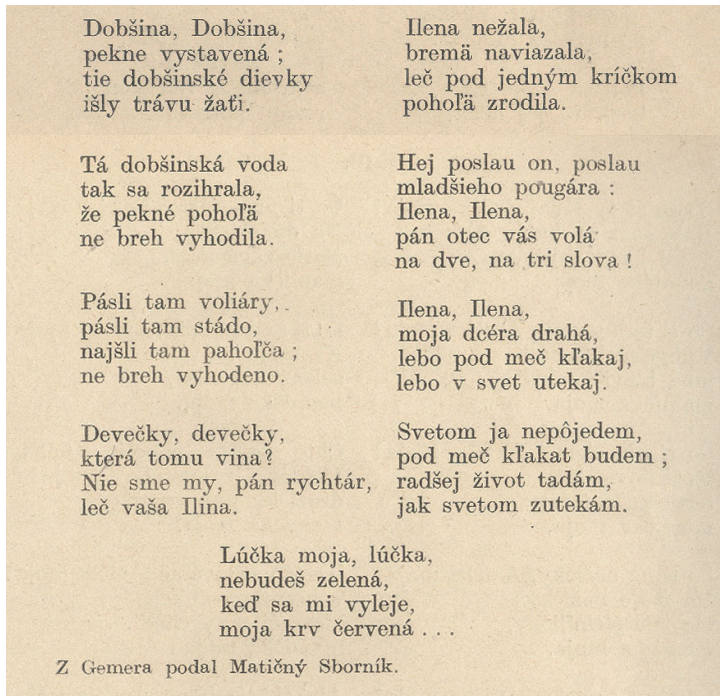 Dobšina, Dobšina,
pekne vystavená ;
tie dobšinské dievky
išly trávu žaťi.
Ilena nežala,
bremä naviazala,
leč pod jedným kríčkom
pohoľä zrodila.
Tá dobšinská voda
tak sa rozihrala,
že pekné pohoľä
ne breh vyhodila.
Pásli tam voliáry,
pásli tam stádo,
najšli tam pahoľča ;
ne breh vyhodeno.
Devečky, devečky,
která tomu vina?
Nie sme my, pán rychtár,
leč vaša Ilina.
Hej poslau on, poslau
mladšieho pougára :
Ilena, Ilena,
pán otec vás volá
na dve, na tri slova !
Ilena, Ilena,
moja dcéra drahá,
lebo pod meč kľakaj,
lebo v svet utekaj.
Svetom ja nepôjedem,
pod meč kľakat budem ;
radšej život tadám,
jak svetom zutekám.
Lúčka moja, lúčka,
nebudeš zelená,
keď sa mi vyleje,
moja krv červená . . .
Z Gemera podal Matičný Sborník.